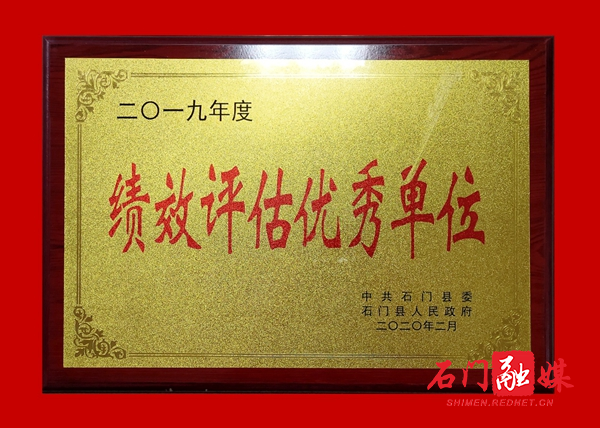 二〇一九年度
绩效评估优秀单位
中共石门县委
石门县人民政府
二〇二〇年二月
石门融媒
SHIMEN.REDNET.CN